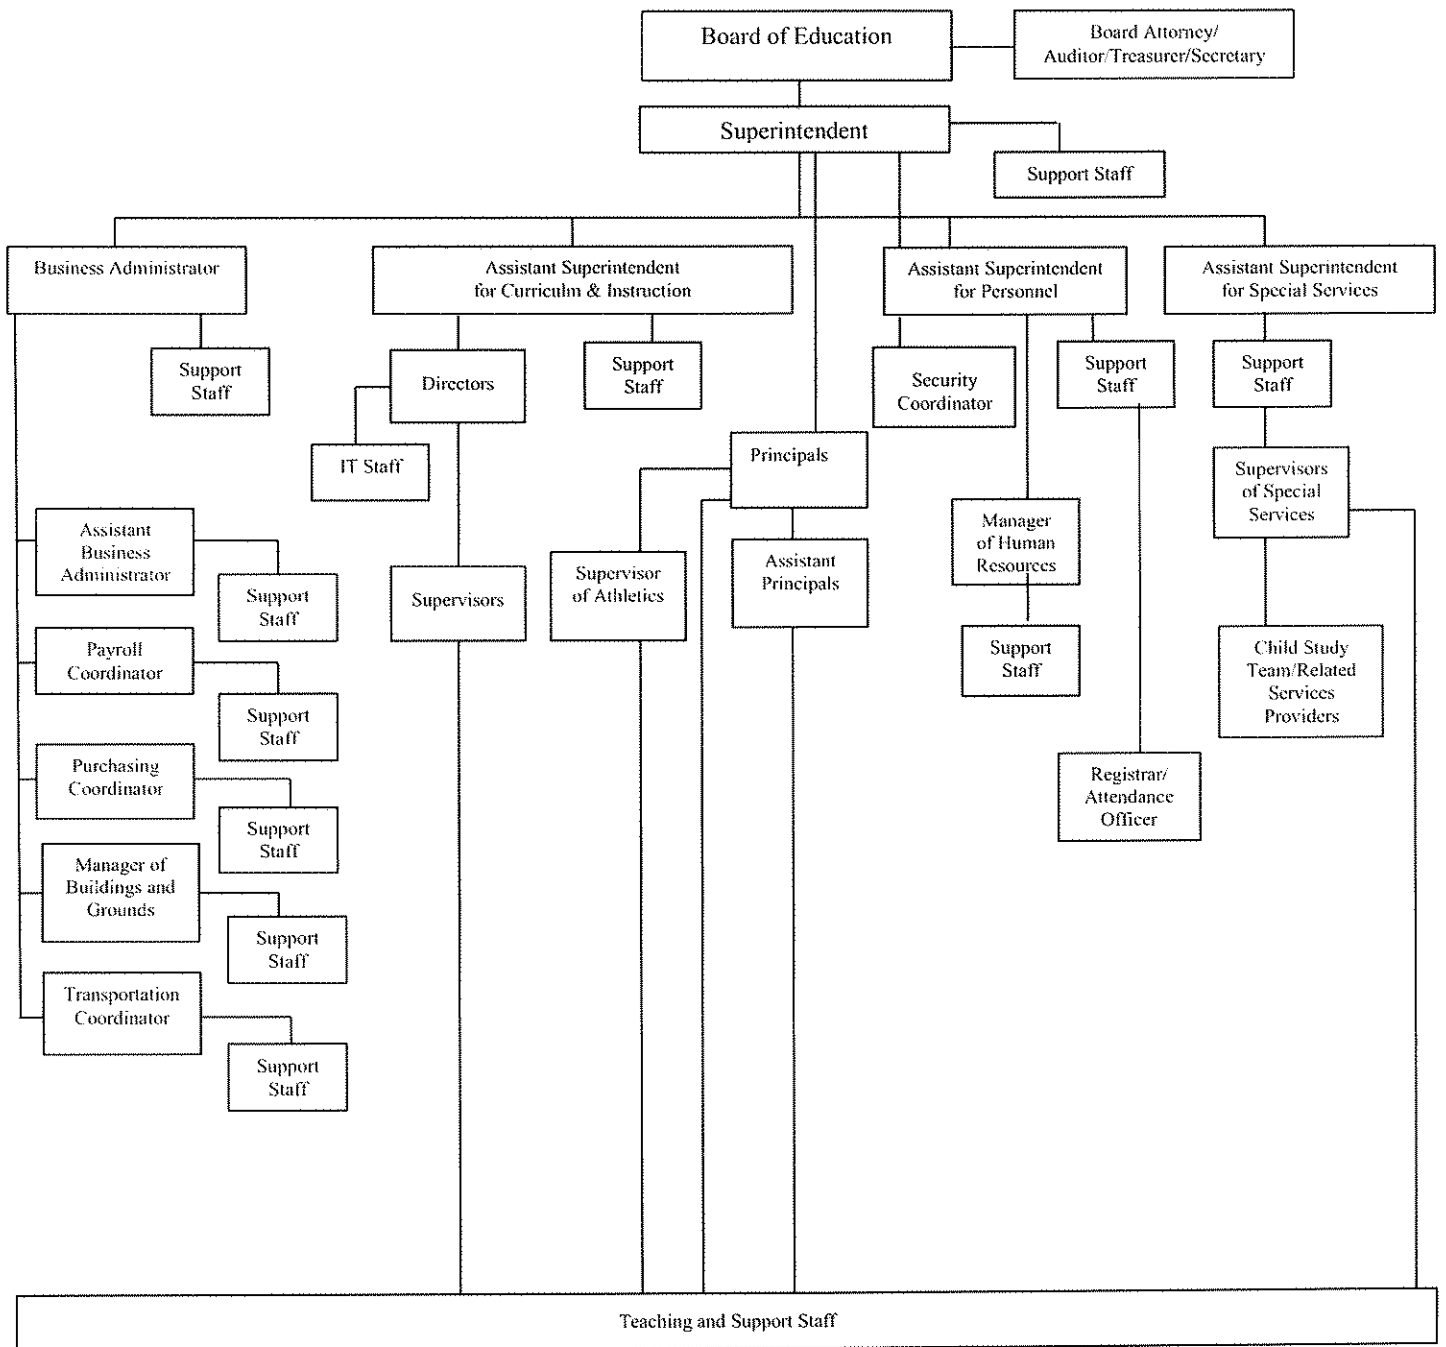 Board of Education
Board Attorney/
Auditor/Treasurer/Secretary
Superintendent
Support Staff
Business Administrator
Assistant Superintendent
for Curriculm & Instruction
Assistant Superintendent
for Personnel
Assistant Superintendent
for Special Services
Support
Staff
Directors
Support
Staff
Security
Coordinator
Support
Staff
Support
Staff
IT Staff
Principals
Supervisors
of Special
Services
Assistant
Business
Administrator
Support
Staff
Supervisors
Supervisor
of Athletics
Assistant
Principals
Manager
of Human
Resources
Support
Staff
Child Study
Team/Related
Services
Providers
Payroll
Coordinator
Support
Staff
Purchasing
Coordinator
Support
Staff
Registrar/
Attendance
Officer
Manager of
Buildings and
Grounds
Support
Staff
Transportation
Coordinator
Support
Staff
Teaching and Support Staff